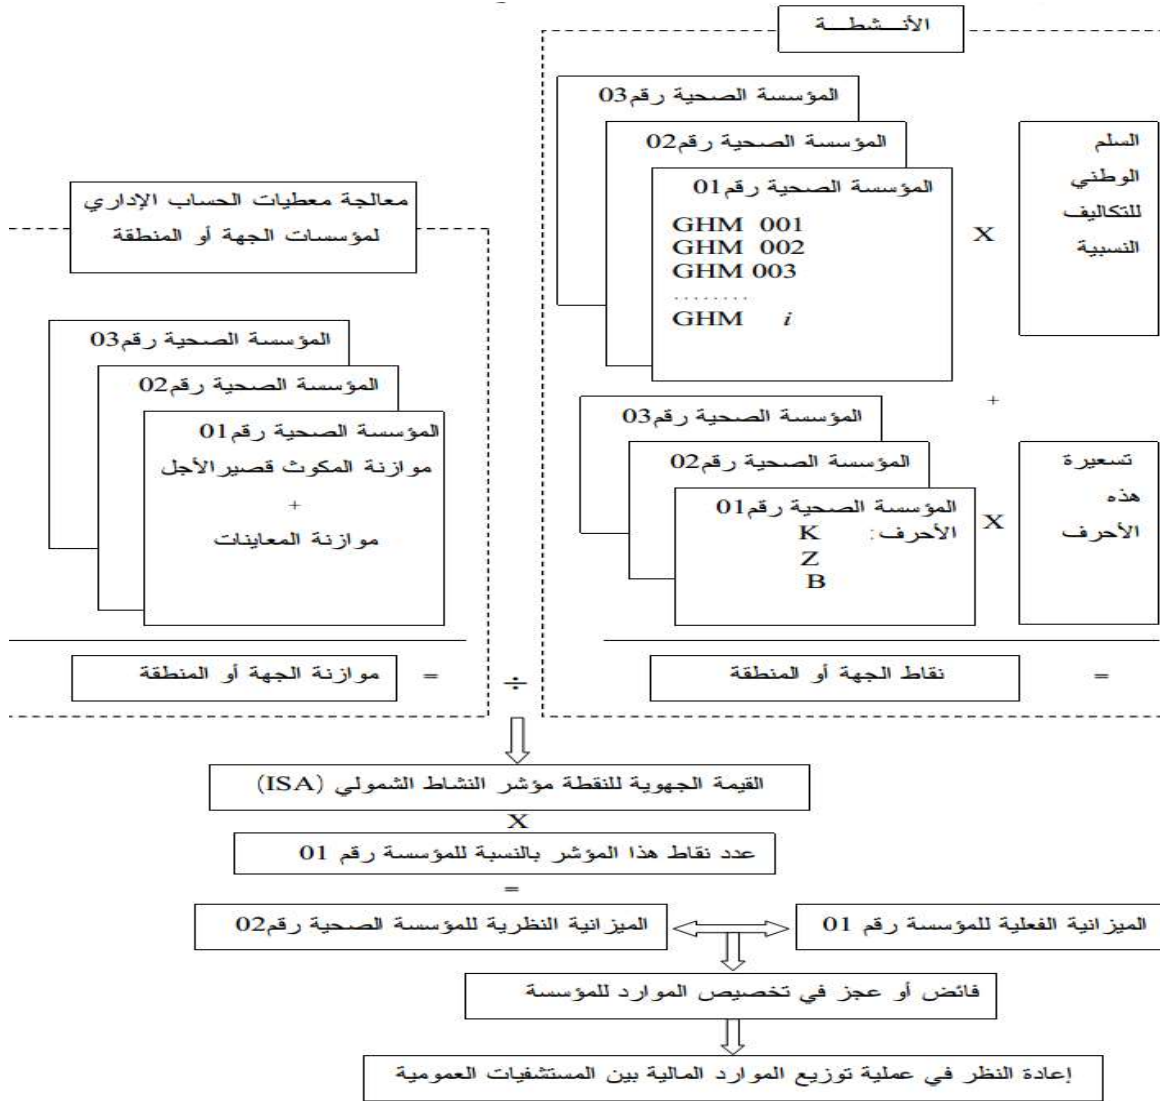 الأنــــشطــــة
المؤسسة الصحية رقم03
المؤسسة الصحية رقم02
المؤسسة الصحية رقم01
GHM 001
GHM 002
GHM 003
........
GHM i
X
السلم
الوطني
للتكاليف
النسبية
+
المؤسسة الصحية رقم03
المؤسسة الصحية رقم02
المؤسسة الصحية رقم01
الأحرف: K
Z
B
X
تسعيرة
هذه
الأحرف
=
نقاط الجهة أو المنطقة
÷
معالجة معطيات الحساب الإداري
لمؤسسات الجهة أو المنطقة
المؤسسة الصحية رقم03
المؤسسة الصحية رقم02
المؤسسة الصحية رقم01
موازنة المكوث قصير الأجل
+
موازنة المعاينات
=
موازنة الجهة أو المنطقة
القيمة الجهوية للنقطة مؤشر النشاط الشمولي (ISA)
X
عدد نقاط هذا المؤشر بالنسبة للمؤسسة رقم 01
=
الميزانية الفعلية للمؤسسة رقم 01
الميزانية النظرية للمؤسسة الصحية رقم02
فائض أو عجز في تخصيص الموارد للمؤسسة
إعادة النظر في عملية توزيع الموارد المالية بين المستشفيات العمومية